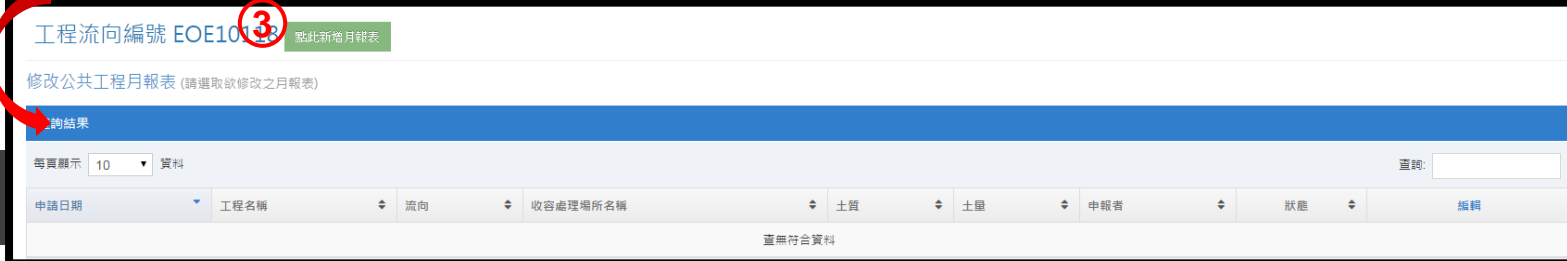 工程流向編號 EOE10118 ③ 點此新增月報表
修改公共工程月報表 (請選取欲修改之月報表)
詢結果
每頁顯示 10 資料 查詢:
申請日期 工程名稱 流向 收容處理場所名稱 土質 土量 申報者 狀態 編輯
查無符合資料